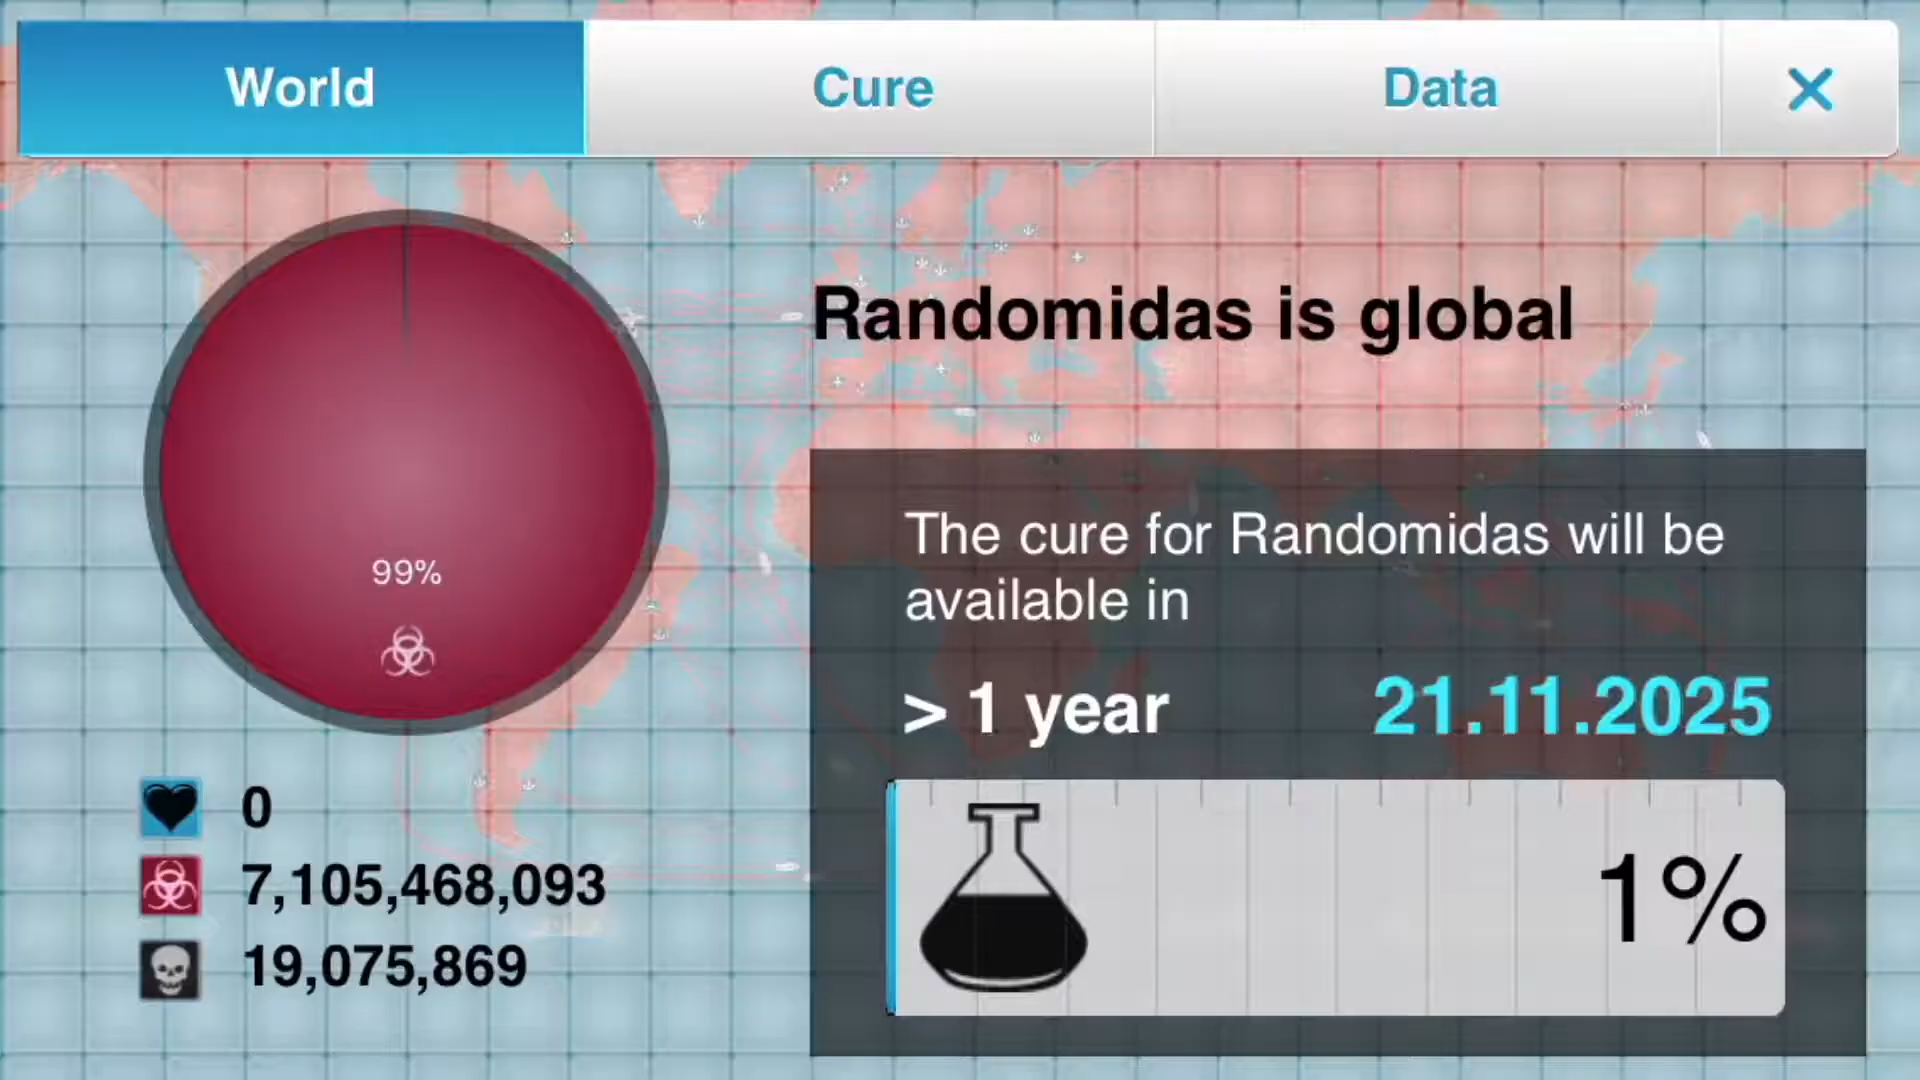 World
Cure
Data
Randomidas is global
99%
The cure for Randomidas will be
available in
> 1 year
21.11.2025
1%
0
7,105,468,093
19,075,869